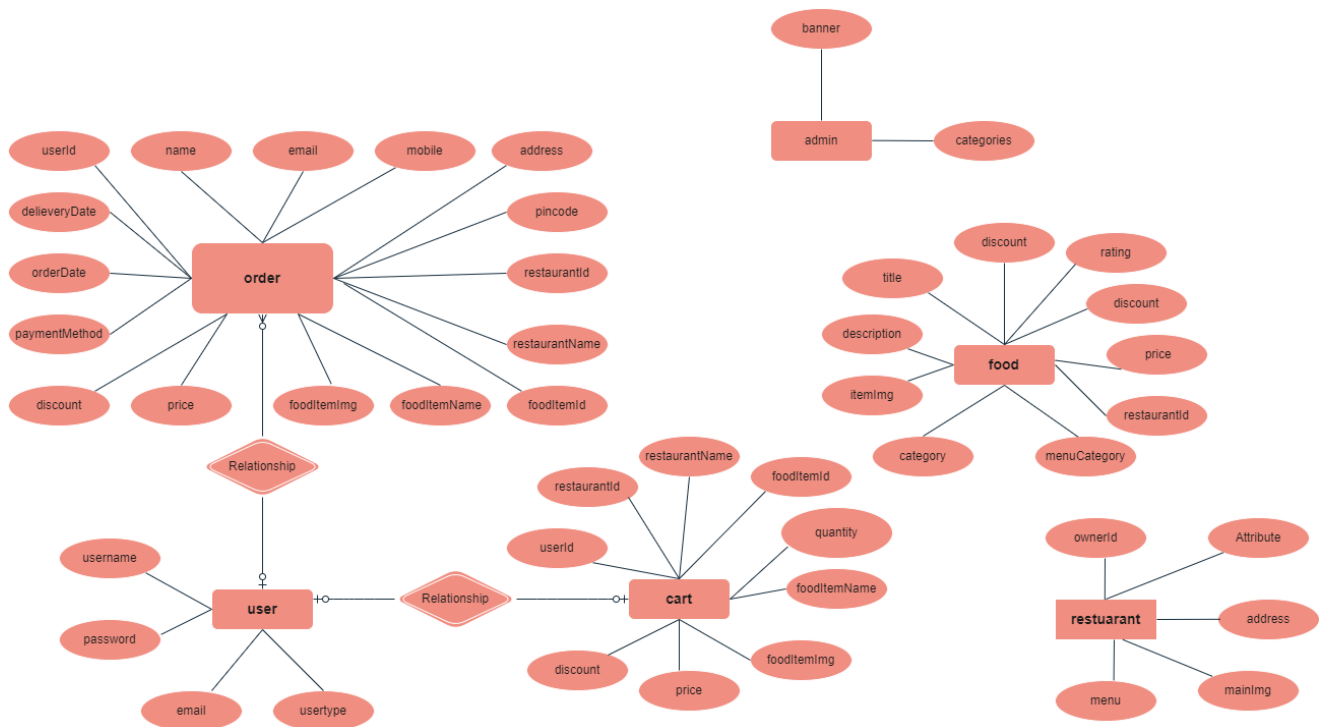 banner
admin
categories
userId
name
email
mobile
address
delieveryDate
pincode
orderDate
order
restaurantId
paymentMethod
restaurantName
discount
price
foodItemImg
foodItemName
foodItemId
Relationship
discount
rating
title
discount
description
food
price
itemImg
restaurantId
category
menuCategory
restaurantName
foodItemId
restaurantId
quantity
userId
foodItemName
cart
discount
price
foodItemImg
Relationship
username
user
password
email
usertype
ownerId
Attribute
restuarant
address
menu
mainImg